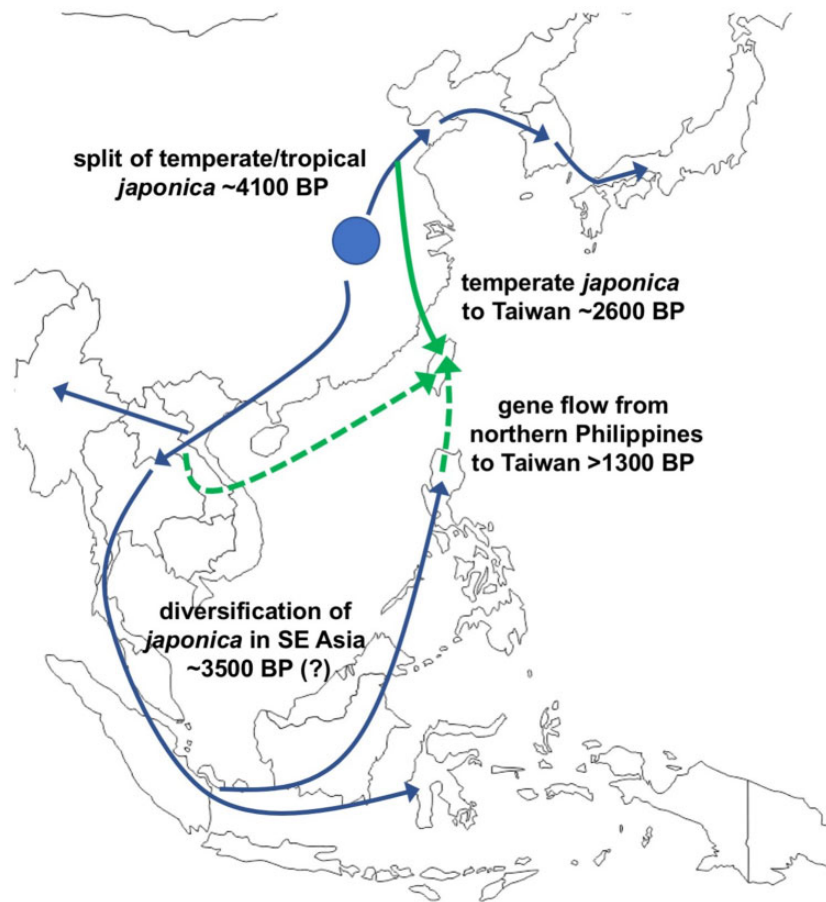 split of temperate/tropical
japonica ~4100 BP
temperate japonica
to Taiwan ~2600 BP
gene flow from
northern Philippines
to Taiwan >1300 BP
diversification of
japonica in SE Asia
~3500 BP (?)